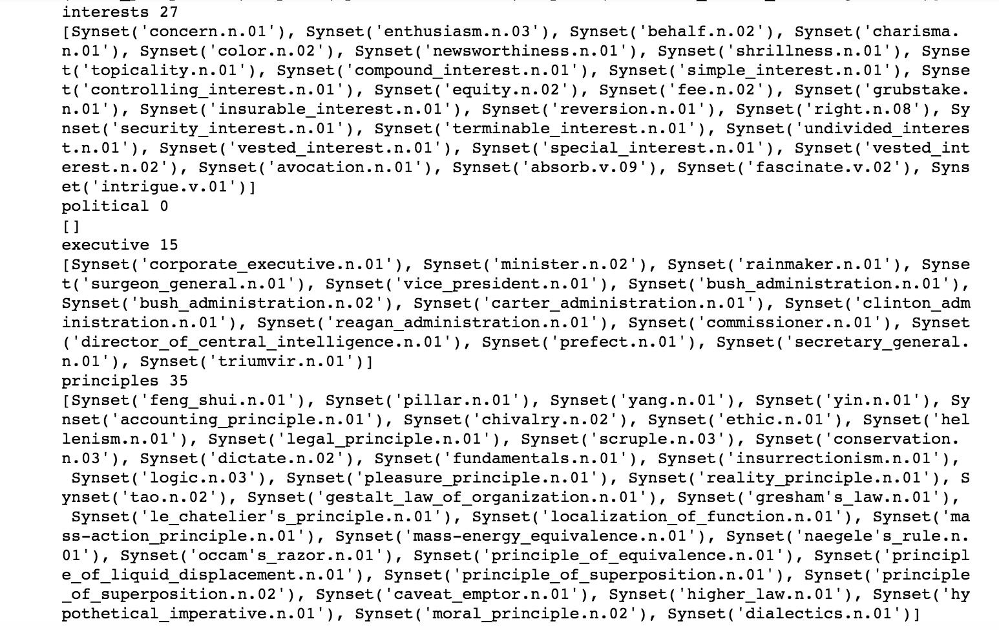 interests 27
[Synset('concern.n.01'), Synset('enthusiasm.n.03'), Synset('behalf.n.02'), Synset('charisma.
n.01'), Synset('color.n.02'), Synset('newsworthiness.n.01'), Synset('shrillness.n.01'), Synse
t('topicality.n.01'), Synset('compound_interest.n.01'), Synset('simple_interest.n.01'), Synse
t('controlling_interest.n.01'), Synset('equity.n.02'), Synset('fee.n.02'), Synset('grubstake.
n.01'), Synset('insurable_interest.n.01'), Synset('reversion.n.01'), Synset('right.n.08'), Sy
nset('security_interest.n.01'), Synset('terminable_interest.n.01'), Synset('undivided_interes
t.n.01'), Synset('vested_interest.n.01'), Synset('special_interest.n.01'), Synset('vested_int
erest.n.02'), Synset('avocation.n.01'), Synset('absorb.v.09'), Synset('fascinate.v.02'), Syns
et('intrigue.v.01')]
political 0
[]
executive 15
[Synset('corporate_executive.n.01'), Synset('minister.n.02'), Synset('rainmaker.n.01'), Synse
t('surgeon_general.n.01'), Synset('vice_president.n.01'), Synset('bush_administration.n.01'),
Synset('bush_administration.n.02'), Synset('carter_administration.n.01'), Synset('clinton_adm
inistration.n.01'), Synset('reagan_administration.n.01'), Synset('commissioner.n.01'), Synset
('director_of_central_intelligence.n.01'), Synset('prefect.n.01'), Synset('secretary_general.
n.01'), Synset('triumvir.n.01')]
principles 35
[Synset('feng_shui.n.01'), Synset('pillar.n.01'), Synset('yang.n.01'), Synset('yin.n.01'), Sy
nset('accounting_principle.n.01'), Synset('chivalry.n.02'), Synset('ethic.n.01'), Synset('hel
lenism.n.01'), Synset('legal_principle.n.01'), Synset('scruple.n.03'), Synset('conservation.
n.03'), Synset('dictate.n.02'), Synset('fundamentals.n.01'), Synset('insurrectionism.n.01'),
Synset('logic.n.03'), Synset('pleasure_principle.n.01'), Synset('reality_principle.n.01'), S
ynset('tao.n.02'), Synset('gestalt_law_of_organization.n.01'), Synset('gresham's_law.n.01'),
Synset('le_chatelier's_principle.n.01'), Synset('localization_of_function.n.01'), Synset('ma
ss-action_principle.n.01'), Synset('mass-energy_equivalence.n.01'), Synset('naegele's_rule.n.
01'), Synset('occam's_razor.n.01'), Synset('principle_of_equivalence.n.01'), Synset('principl
e_of_liquid_displacement.n.01'), Synset('principle_of_superposition.n.01'), Synset('principle
_of_superposition.n.02'), Synset('caveat_emptor.n.01'), Synset('higher_law.n.01'), Synset('hy
pothetical_imperative.n.01'), Synset('moral_principle.n.02'), Synset('dialectics.n.01')]